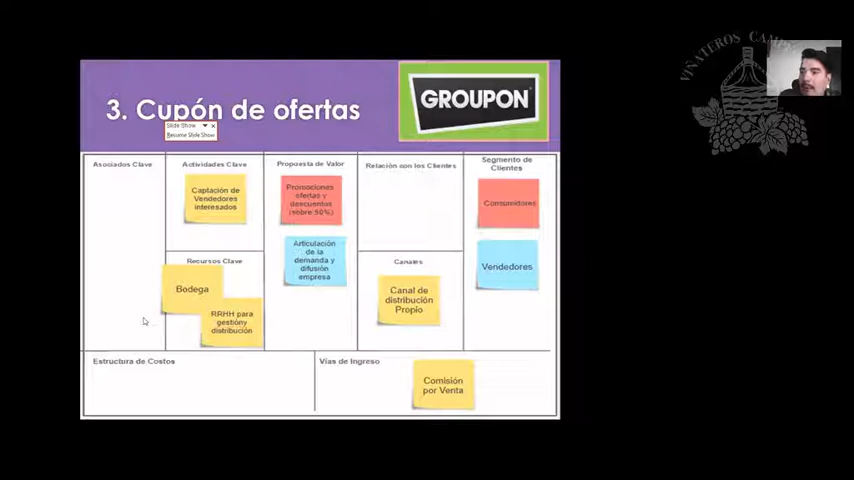 VIÑATEROS CAMP
3. Cupón de ofertas
GROUPON
Slide Show
Resume Slide Show
Asociados Clave
Actividades Clave
Captación de
Vendedores
interesados
Recursos Clave
Bodega
RRHH para
gestióny
distribución
Propuesta de Valor
Promociones
ofertas y
descuentos
(sobre 50%)
Articulación
de la
demanda y
difusión
empresa
Relación con los Clientes
Canales
Canal de
distribución
Propio
Segmento de
Clientes
Consumidores
Vendedores
Estructura de Costos
Vías de Ingreso
Comisión
por Venta